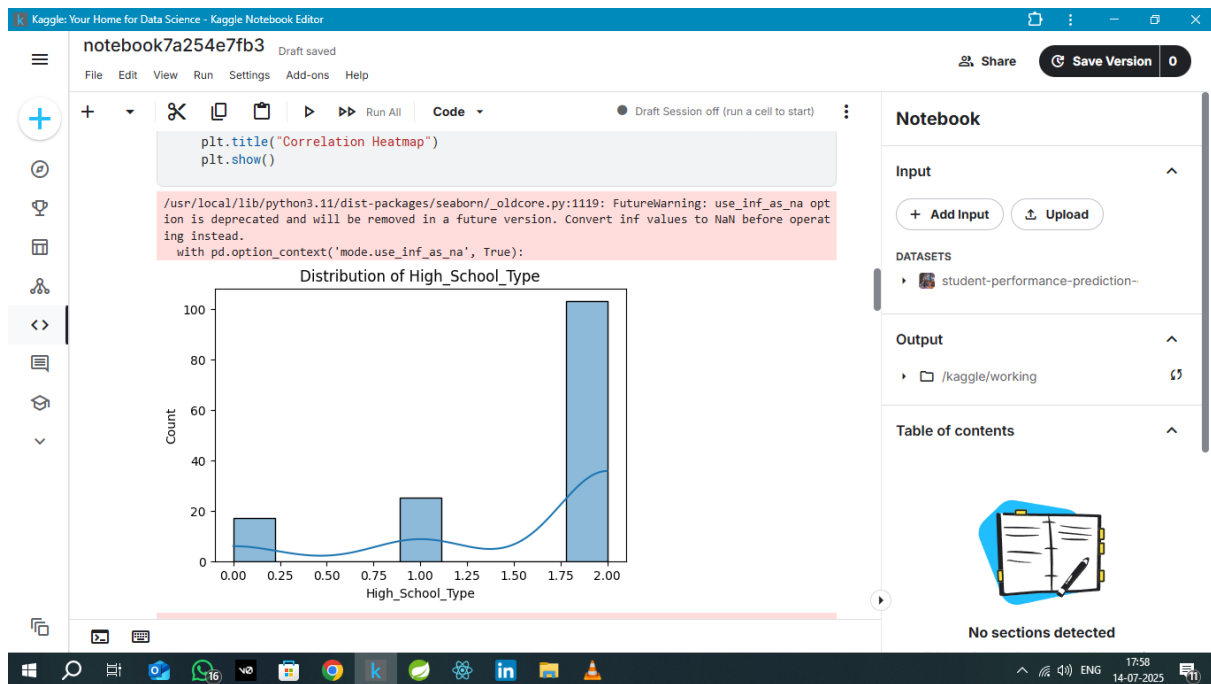 Kaggle: Your Home for Data Science - Kaggle Notebook Editor
notebook7a254e7fb3 Draft saved
File Edit View Run Settings Add-ons Help
Share
Save Version 0
Run All Code
Draft Session off (run a cell to start)
plt.title("Correlation Heatmap")
plt.show()
/usr/local/lib/python3.11/dist-packages/seaborn/_oldcore.py:1119: FutureWarning: use_inf_as_na opt
ion is deprecated and will be removed in a future version. Convert inf values to NaN before operat
ing instead.
with pd.option_context('mode.use_inf_as_na', True):
Distribution of High_School_Type
100
80
60
40
20
0
Count
0.00 0.25 0.50 0.75 1.00 1.25 1.50 1.75 2.00
High_School_Type
Notebook
Input
+ Add Input Upload
DATASETS
student-performance-prediction-
Output
/kaggle/working
Table of contents
No sections detected
16
v0
k
in
ENG
17:58
14-07-2025
11